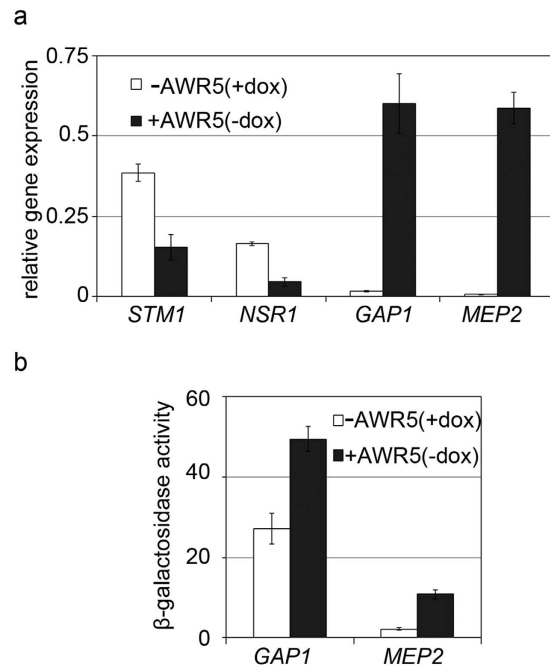 a
relative gene expression
0.75
0.5
0.25
0
-AWR5(+dox)
+AWR5(-dox)
STM1 NSR1 GAP1 MEP2
b
β-galactosidase activity
60
40
20
0
-AWR5(+dox)
+AWR5(-dox)
GAP1 MEP2